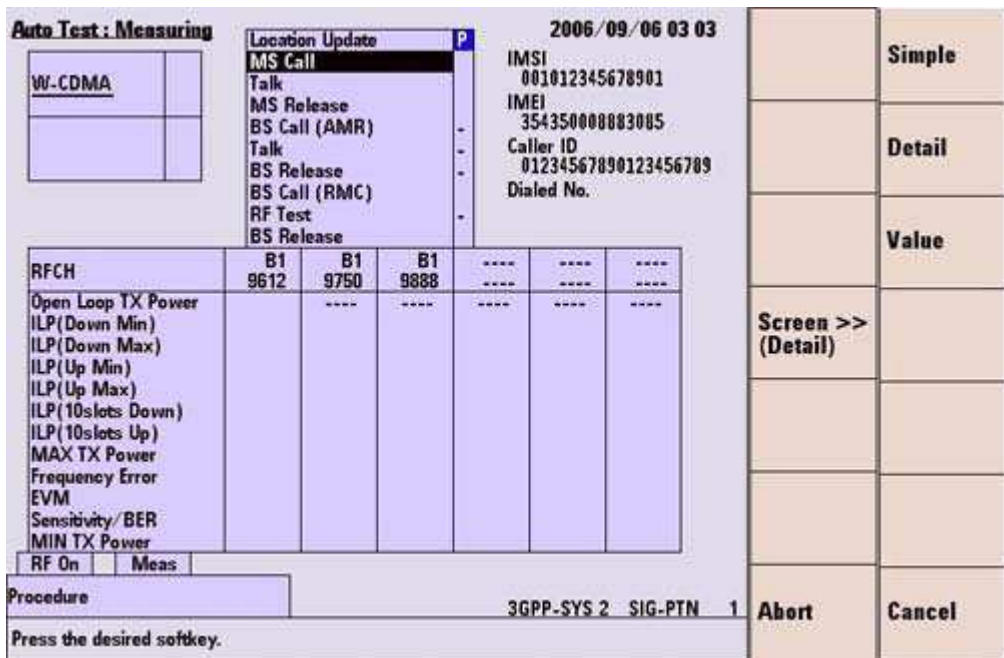 Auto Test : Measuring
2006/09/06 03 03
W-CDMA
Location Update P
MS Call
Talk
MS Release
BS Call (AMR) -
Talk -
BS Release -
BS Call (RMC)
RF Test -
BS Release
IMSI
001012345678901
IMEI
354350008883085
Caller ID
01234567890123456789
Dialed No.
RFCH B1 B1 B1 ---- ---- ----
9612 9750 9888 ---- ---- ----
Open Loop TX Power ---- ---- ---- ---- ----
ILP(Down Min)
ILP(Down Max)
ILP(Up Min)
ILP(Up Max)
ILP(10slots Down)
ILP(10slots Up)
MAX TX Power
Frequency Error
EVM
Sensitivity/BER
MIN TX Power
RF On Meas
Procedure
3GPP-SYS 2 SIG-PTN 1
Press the desired softkey.
Screen >>
(Detail)
Abort
Simple
Detail
Value
Cancel